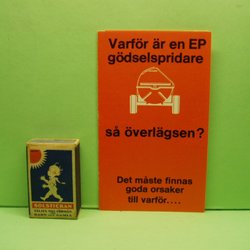 Varför är en EP
gödselspridare
så överlägsen?
Det måste finnas
goda orsaker
till varför....
SOLSTICKAN